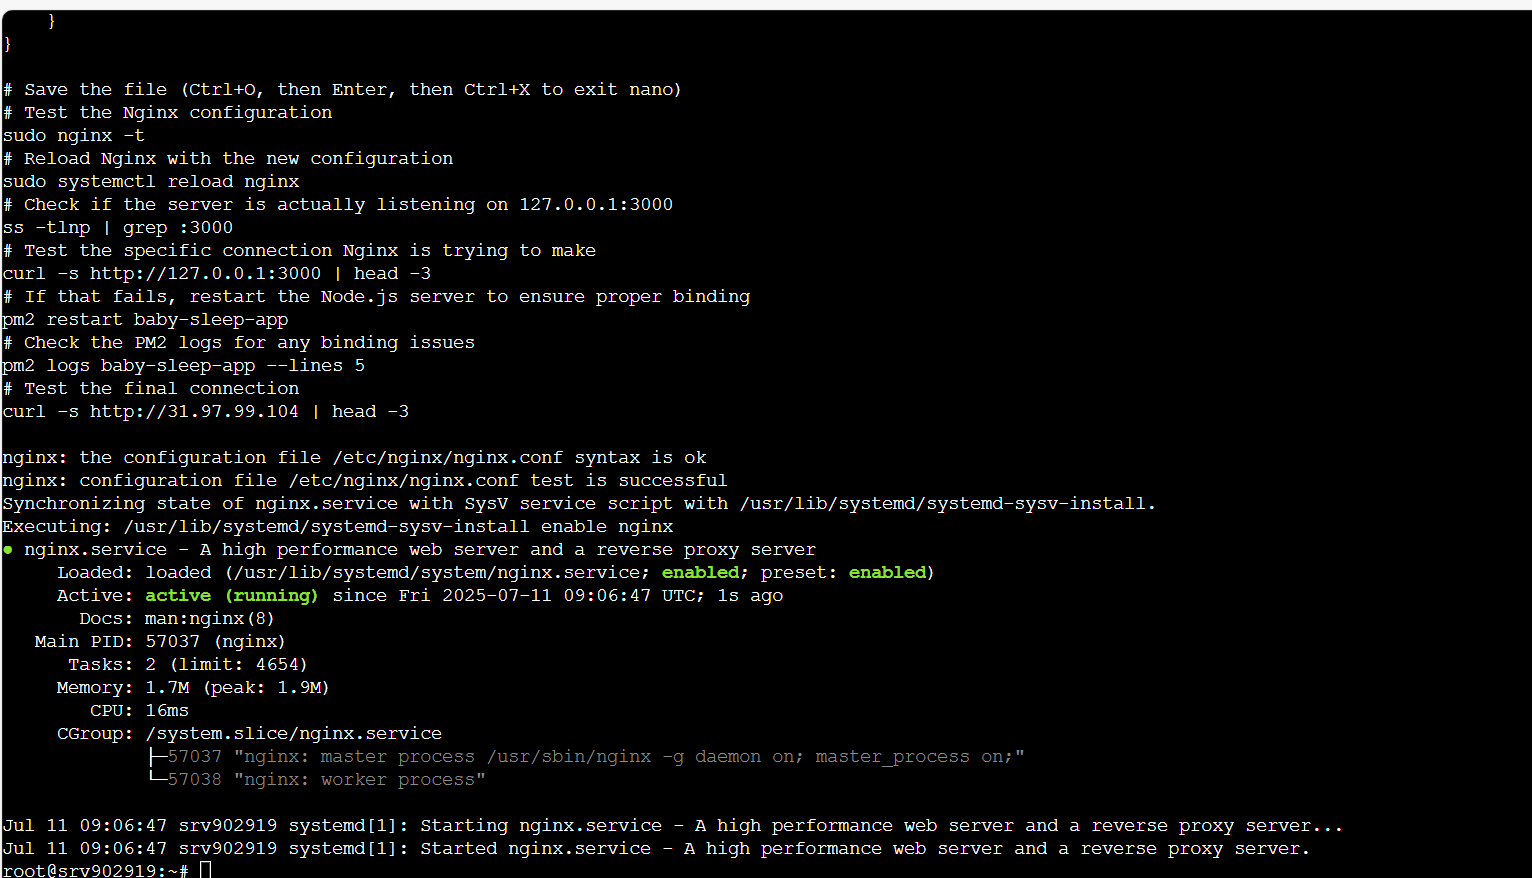 }
}
# Save the file (Ctrl+O, then Enter, then Ctrl+X to exit nano)
# Test the Nginx configuration
sudo nginx -t
# Reload Nginx with the new configuration
sudo systemctl reload nginx
# Check if the server is actually listening on 127.0.0.1:3000
ss -tlnp | grep :3000
# Test the specific connection Nginx is trying to make
curl -s http://127.0.0.1:3000 | head -3
# If that fails, restart the Node.js server to ensure proper binding
pm2 restart baby-sleep-app
# Check the PM2 logs for any binding issues
pm2 logs baby-sleep-app --lines 5
# Test the final connection
curl -s http://31.97.99.104 | head -3
nginx: the configuration file /etc/nginx/nginx.conf syntax is ok
nginx: configuration file /etc/nginx/nginx.conf test is successful
Synchronizing state of nginx.service with SysV service script with /usr/lib/systemd/systemd-sysv-install.
Executing: /usr/lib/systemd/systemd-sysv-install enable nginx
● nginx.service - A high performance web server and a reverse proxy server
     Loaded: loaded (/usr/lib/systemd/system/nginx.service; enabled; preset: enabled)
     Active: active (running) since Fri 2025-07-11 09:06:47 UTC; 1s ago
       Docs: man:nginx(8)
   Main PID: 57037 (nginx)
      Tasks: 2 (limit: 4654)
     Memory: 1.7M (peak: 1.9M)
        CPU: 16ms
     CGroup: /system.slice/nginx.service
             ├─57037 "nginx: master process /usr/sbin/nginx -g daemon on; master_process on;"
             └─57038 "nginx: worker process"
Jul 11 09:06:47 srv902919 systemd[1]: Starting nginx.service - A high performance web server and a reverse proxy server...
Jul 11 09:06:47 srv902919 systemd[1]: Started nginx.service - A high performance web server and a reverse proxy server.
root@srv902919:~#